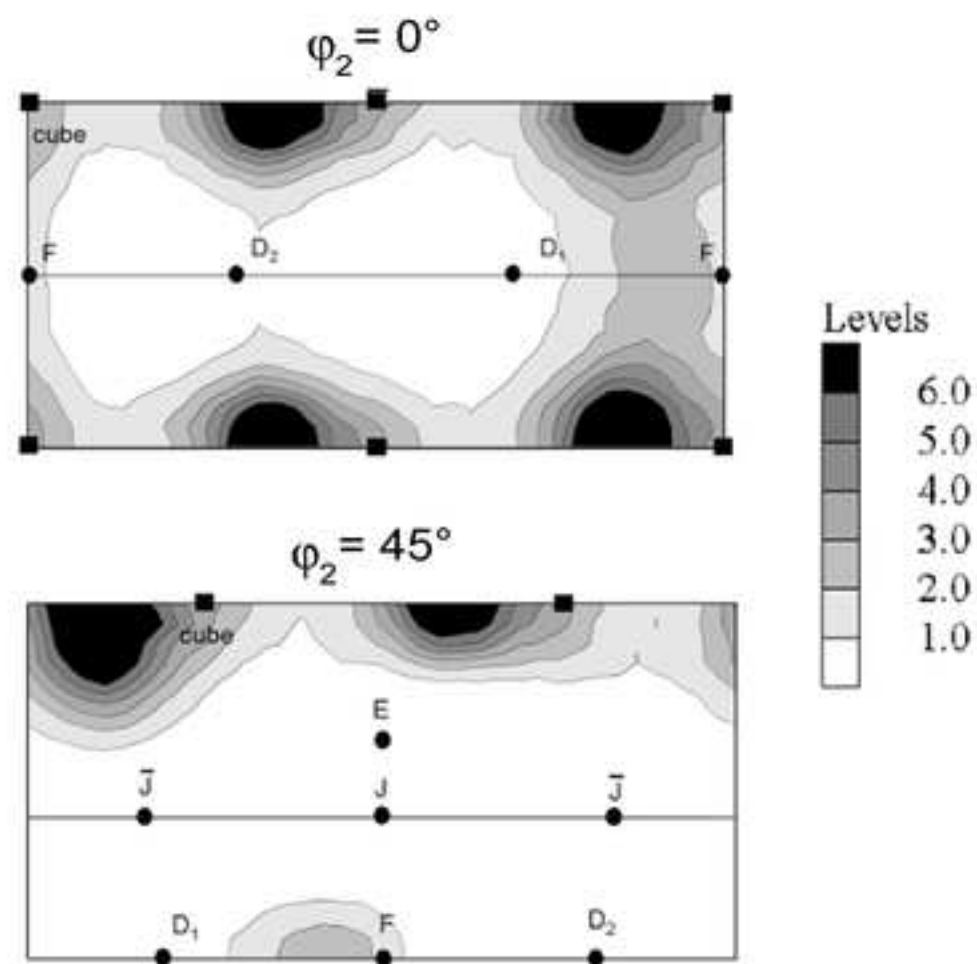 φ₂ = 0°
cube
F D₂ D₁ F
Levels
6.0
5.0
4.0
3.0
2.0
1.0
φ₂ = 45°
cube
E
J̅ J J̅
D₁ F D₂